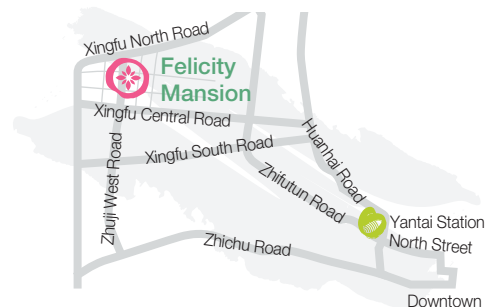 Xingfu North Road
Felicity
Mansion
Xingfu Central Road
Xingfu South Road
Huanhai Road
Zhifutun Road
Zhuji West Road
Yantai Station
North Street
Zhichu Road
Downtown